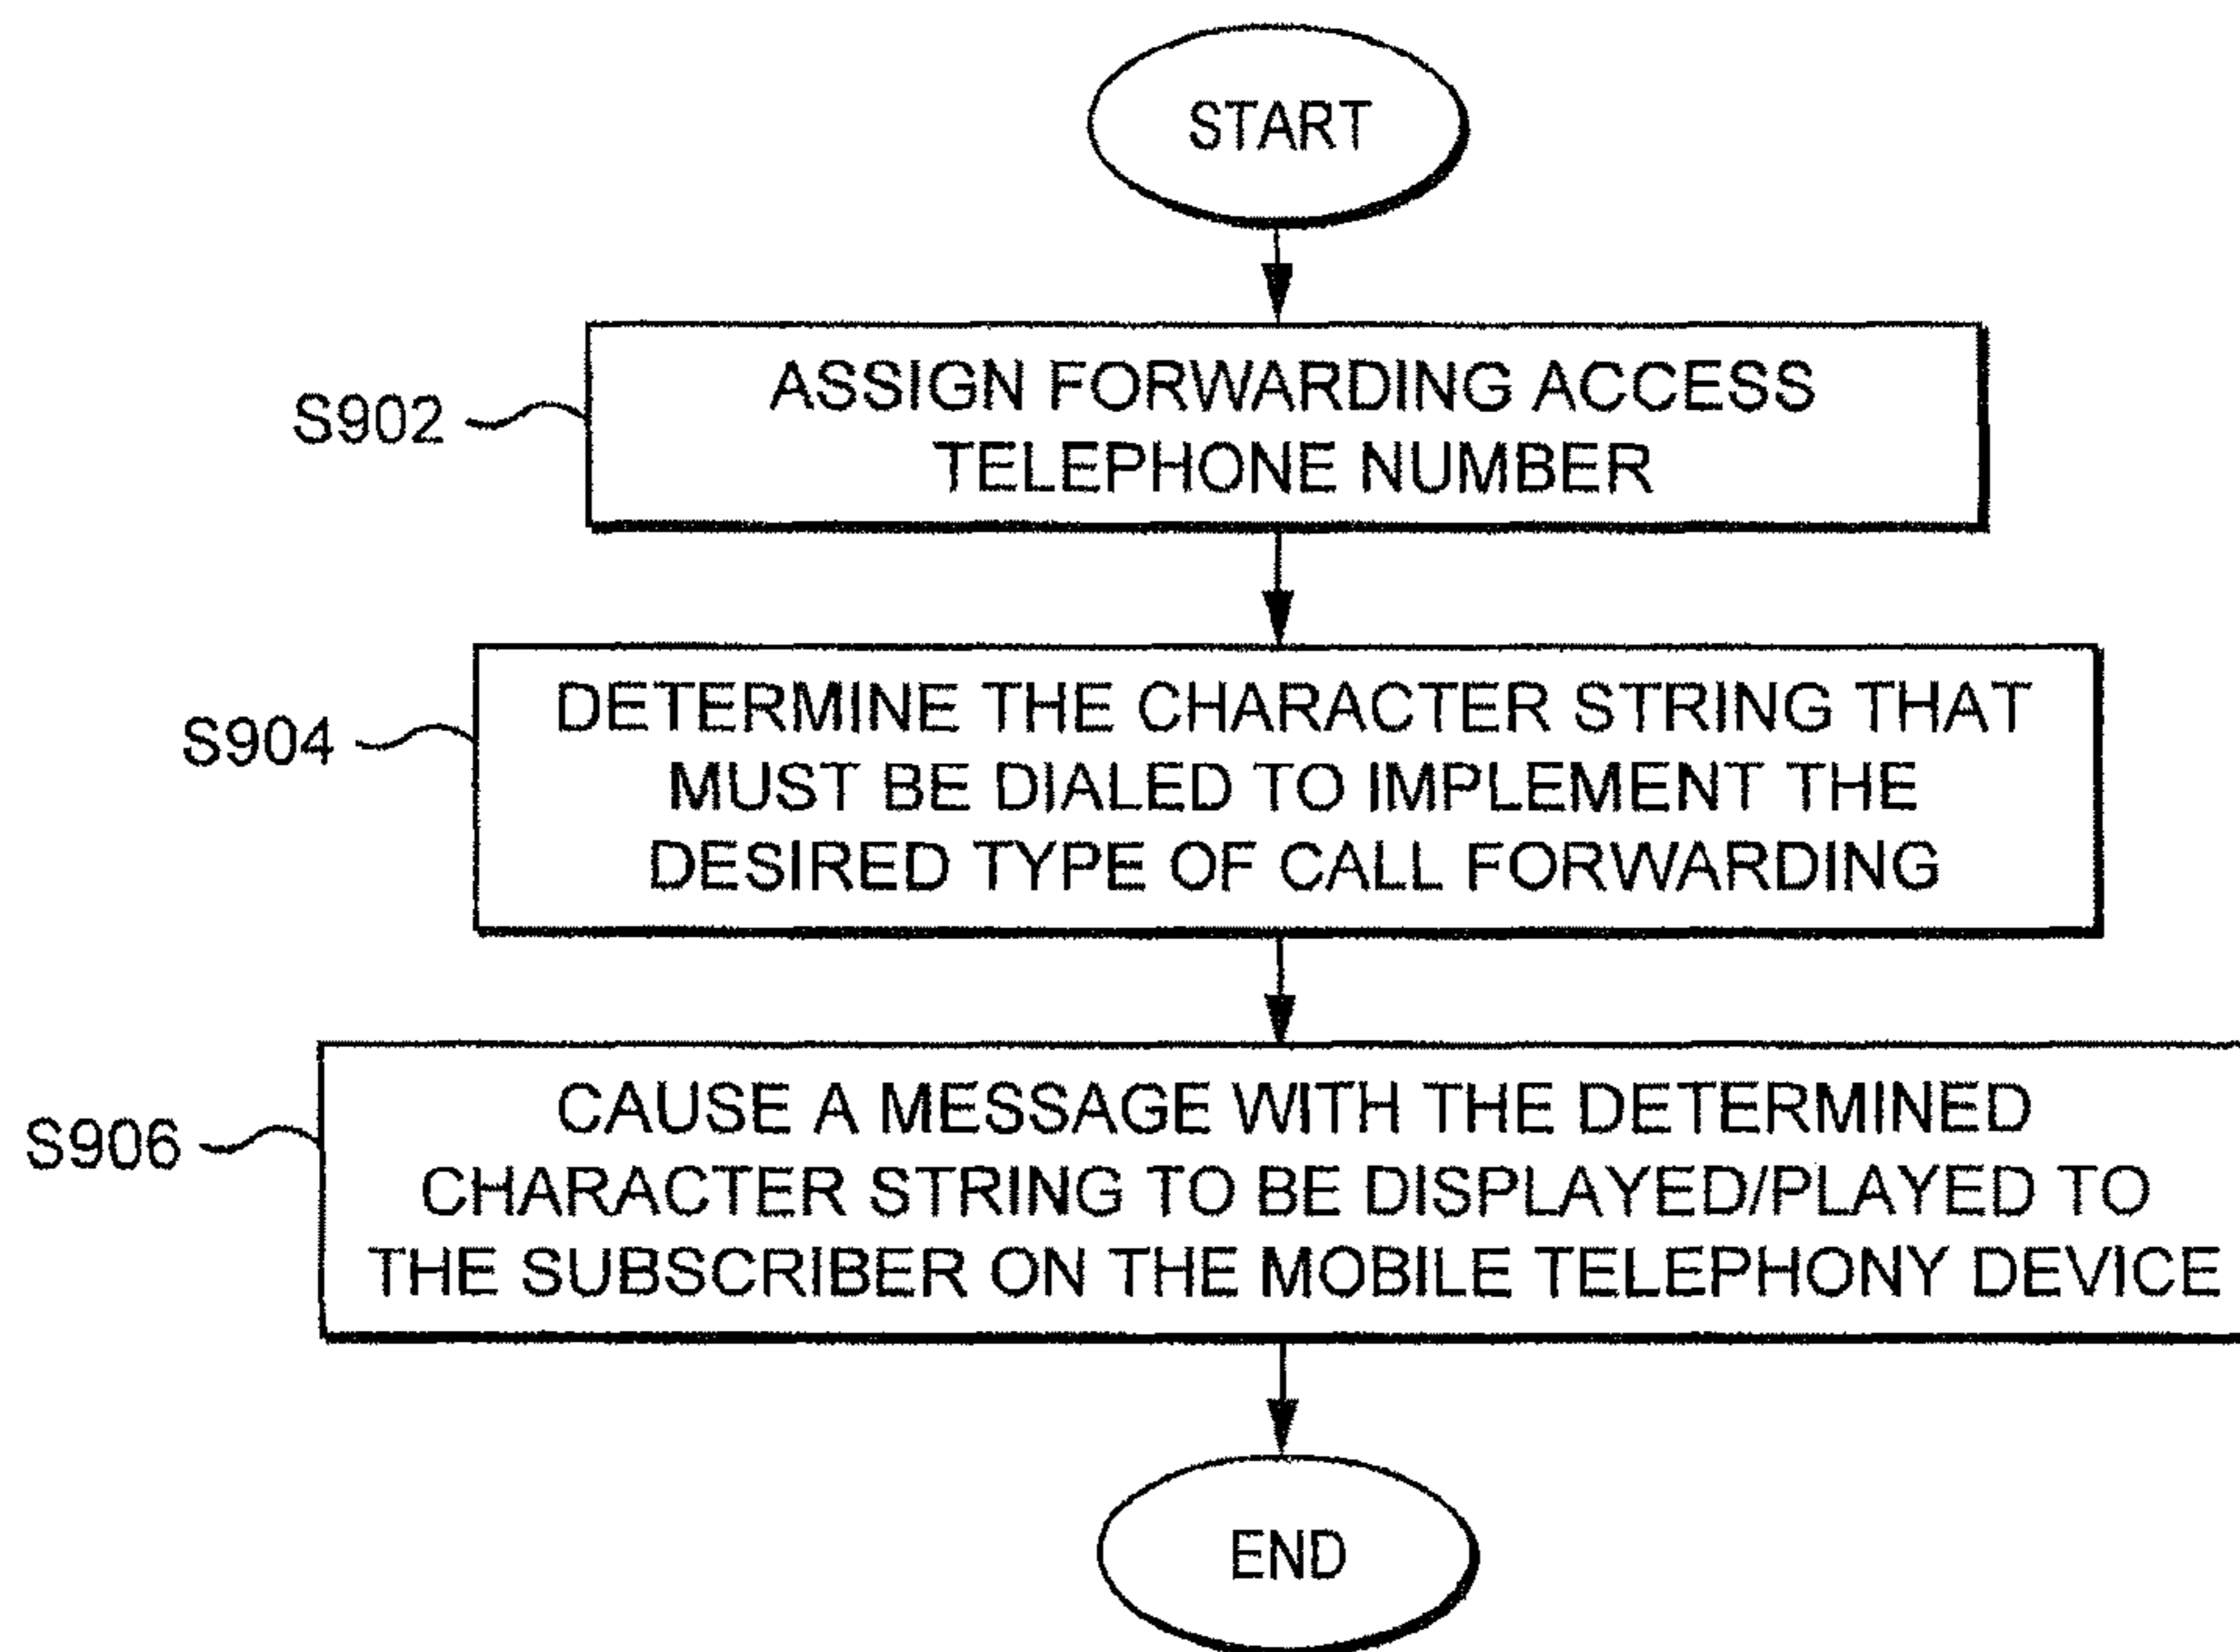 START
S902
ASSIGN FORWARDING ACCESS
TELEPHONE NUMBER
S904
DETERMINE THE CHARACTER STRING THAT
MUST BE DIALED TO IMPLEMENT THE
DESIRED TYPE OF CALL FORWARDING
S906
CAUSE A MESSAGE WITH THE DETERMINED
CHARACTER STRING TO BE DISPLAYED/PLAYED TO
THE SUBSCRIBER ON THE MOBILE TELEPHONY DEVICE
END